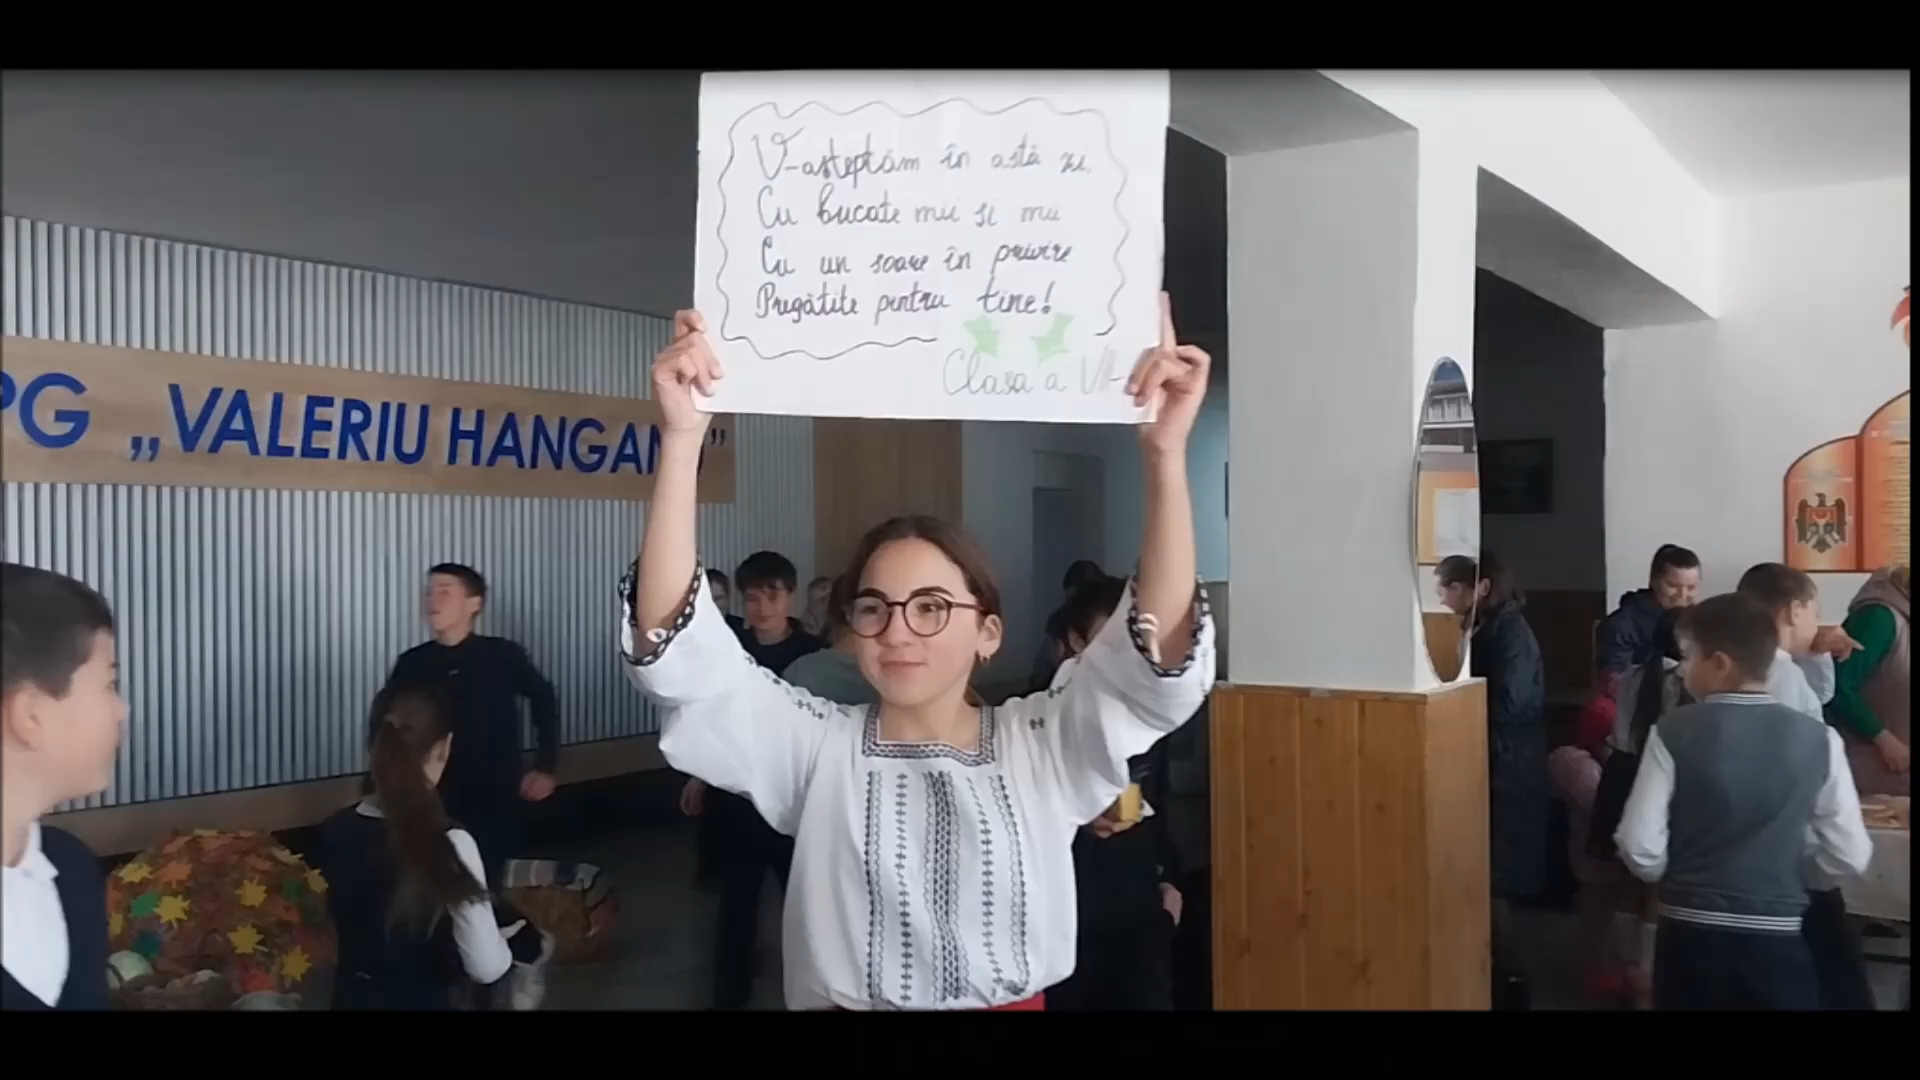 V-așteptăm în astă zi,
Cu bucate mii și mii
Cu un soare în privire
Pregătite pentru tine!
Clasa a VII-
PG „VALERIU HANGAN”